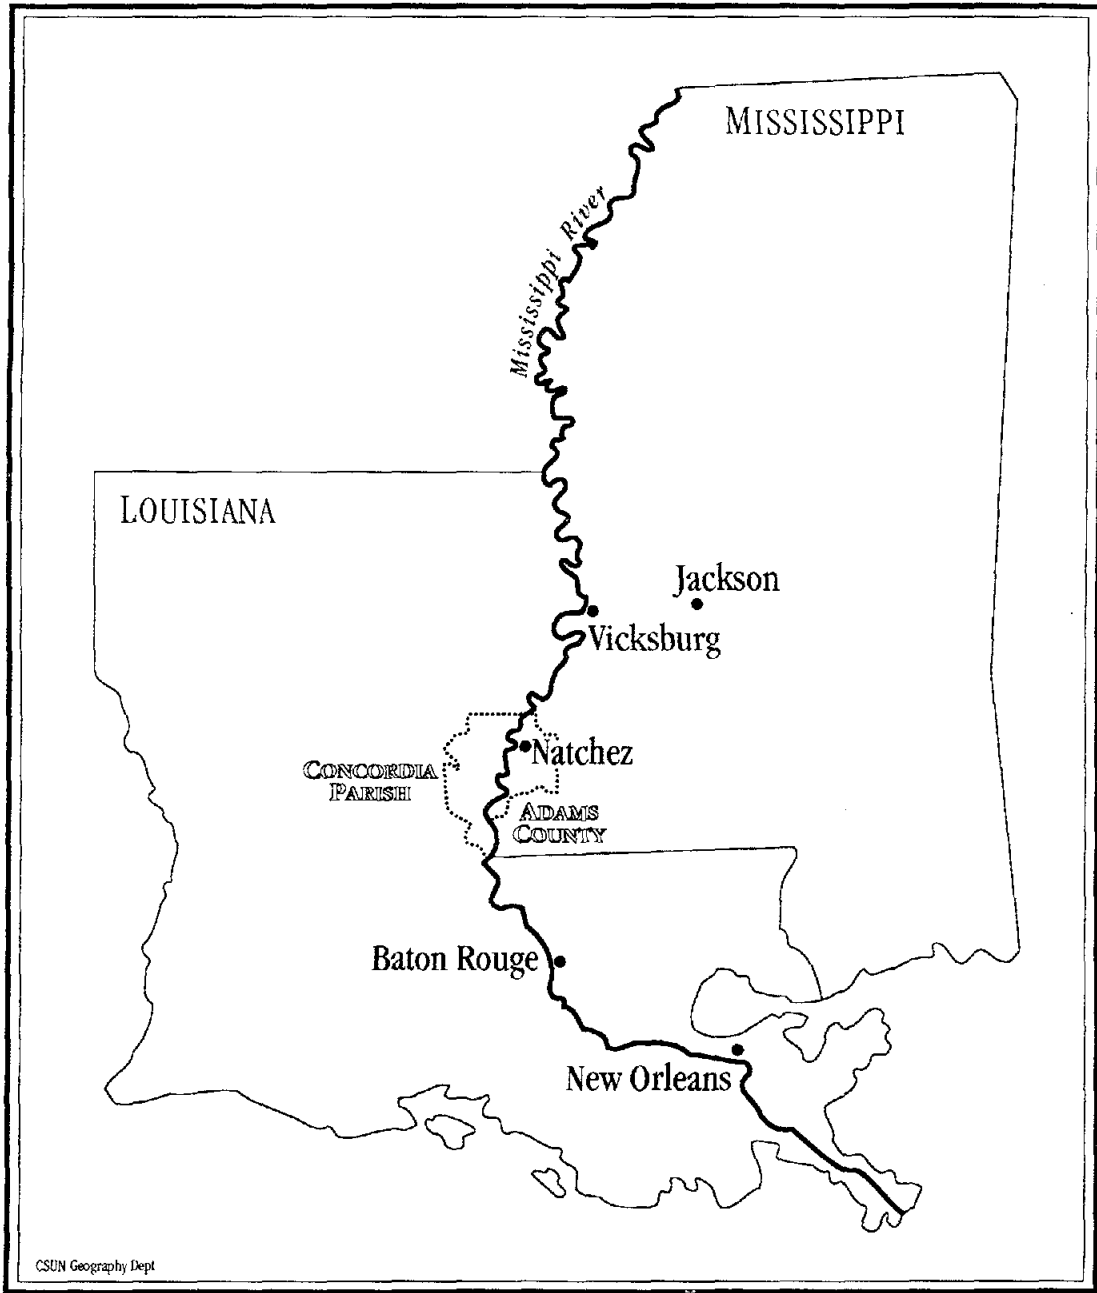 MISSISSIPPI
Mississippi River
LOUISIANA
Jackson
Vicksburg
Natchez
CONCORDIA
PARISH
ADAMS
COUNTY
Baton Rouge
New Orleans
CSUN Geography Dept